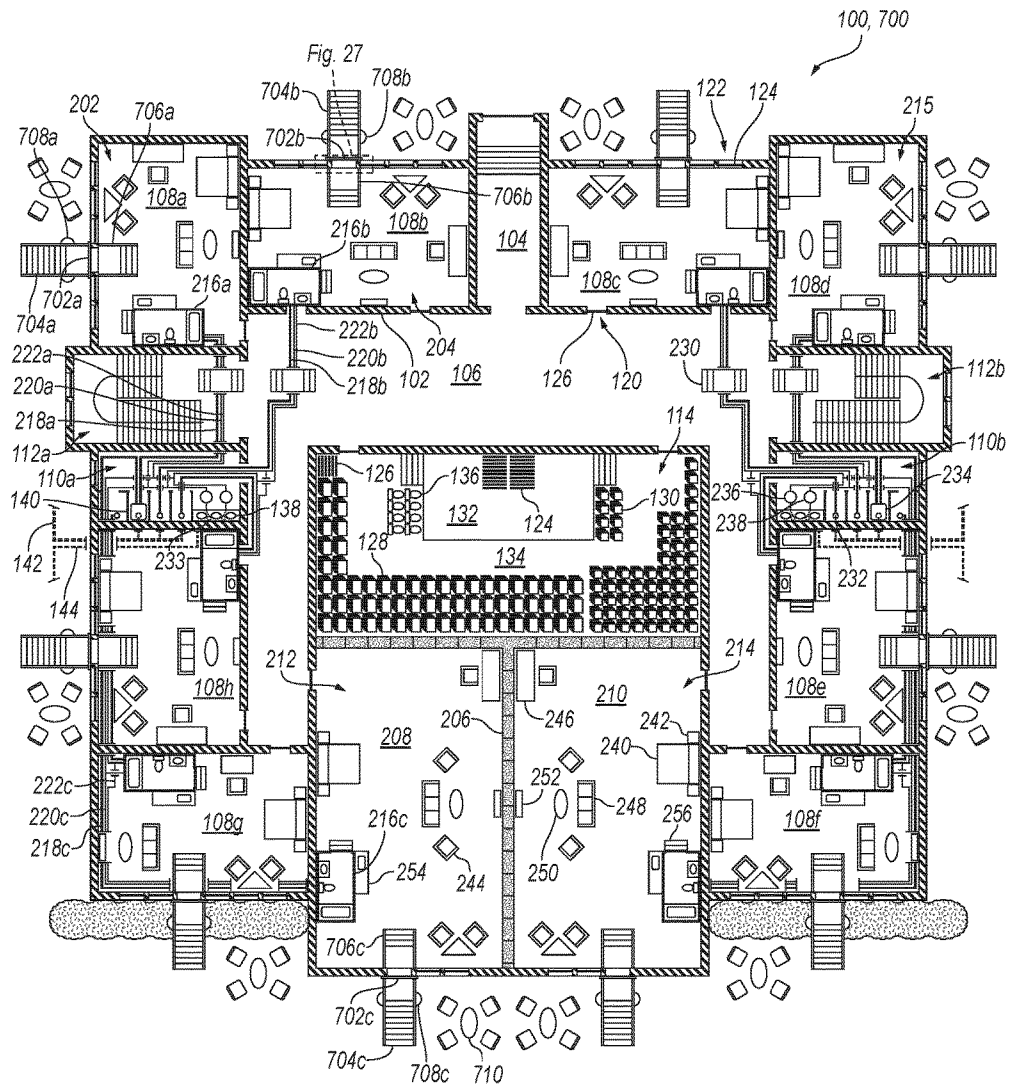 100, 700
Fig. 27
704b
708b
122
124
202
706a
702b
215
708a
108a
706b
108b
216b
104
108c
108d
702a
704a
216a
222b
204
222a
220b
102
126
120
230
112b
220a
218b
106
218a
114
112a
110a
126
136
110b
140
132
124
130
236
234
138
238
142
233
128
134
232
144
212
214
108h
206
246
210
242
108e
208
240
222c
252
248
220c
108g
216c
256
108f
218c
254
244
250
706c
702c
704c
708c
710